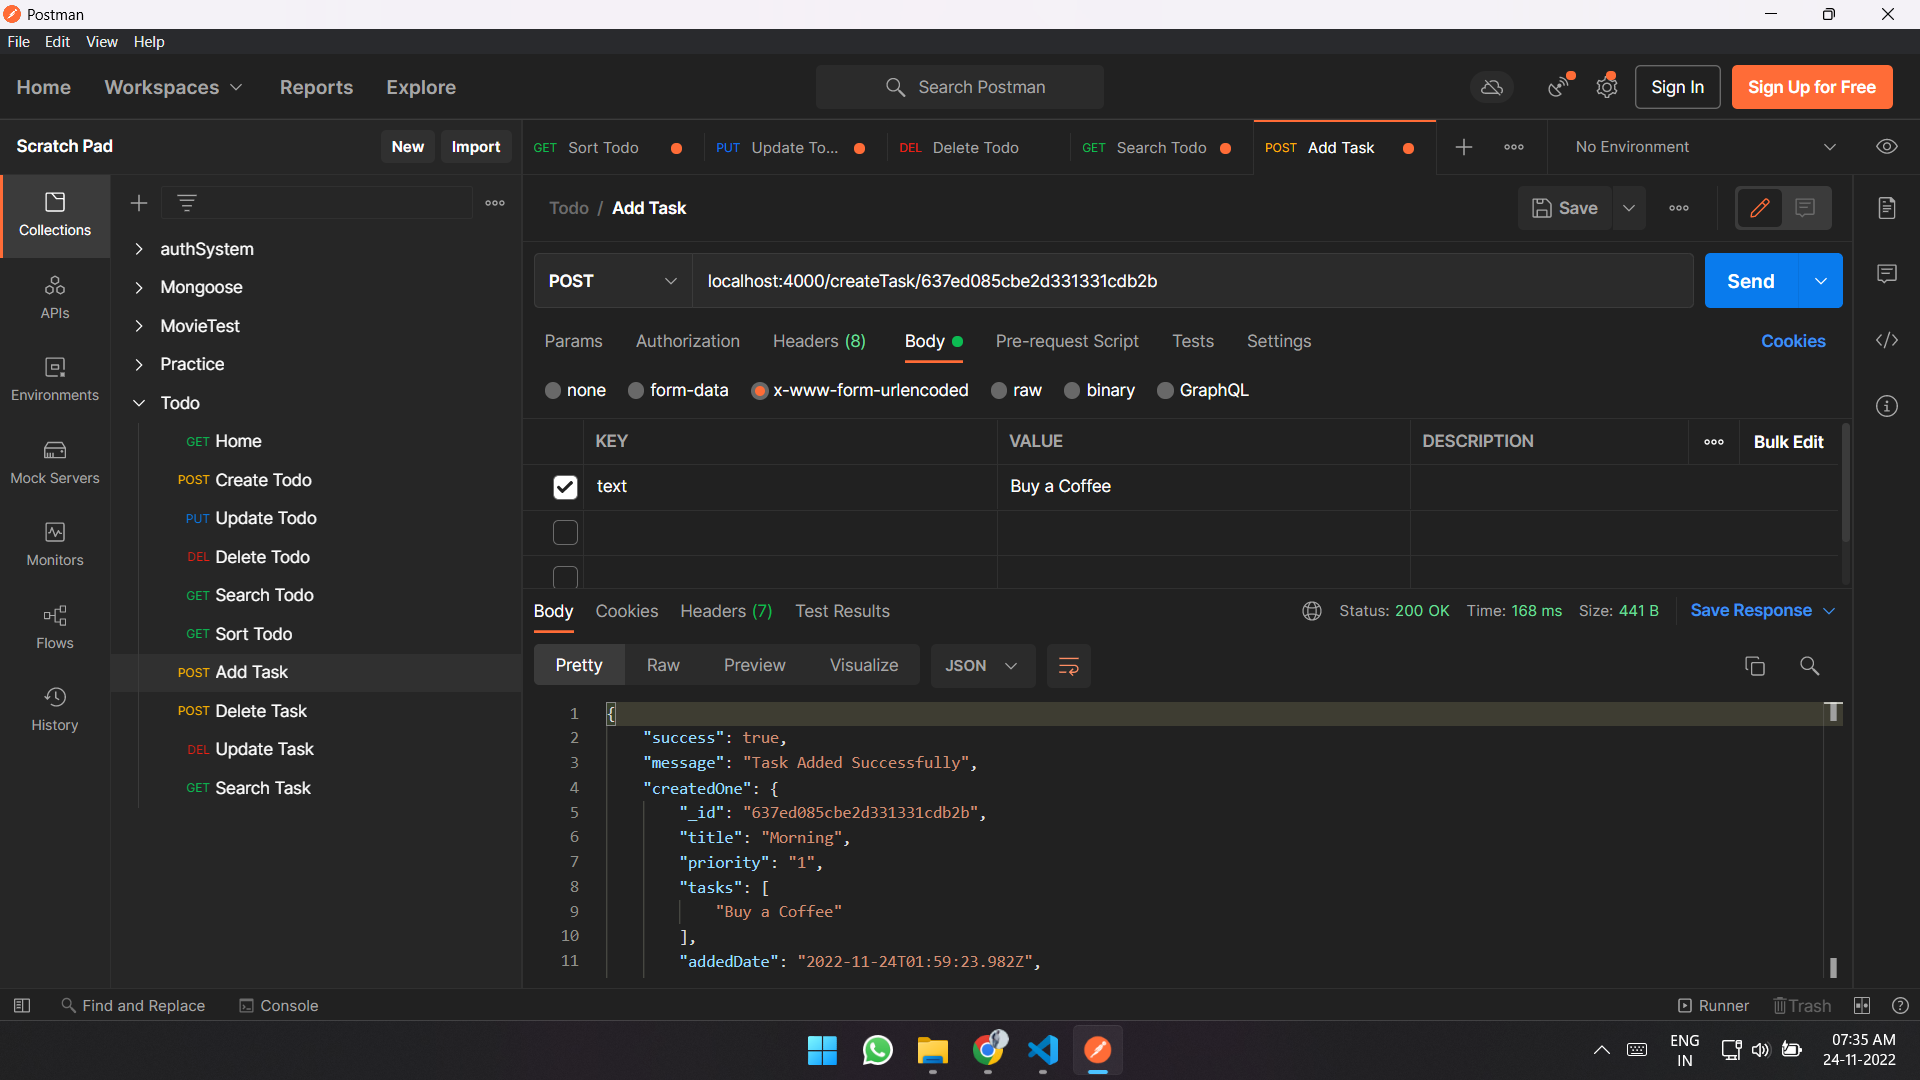 Postman
File Edit View Help
Home Workspaces Reports Explore Search Postman Sign In Sign Up for Free
Scratch Pad New Import GET Sort Todo PUT Update To... DEL Delete Todo GET Search Todo POST Add Task No Environment
Collections
APIs
Environments
Mock Servers
Monitors
Flows
History
authSystem
Mongoose
MovieTest
Practice
Todo
GET Home
POST Create Todo
PUT Update Todo
DEL Delete Todo
GET Search Todo
GET Sort Todo
POST Add Task
POST Delete Task
DEL Update Task
GET Search Task
Todo / Add Task Save
POST localhost:4000/createTask/637ed085cbe2d331331cdb2b Send
Params Authorization Headers (8) Body Pre-request Script Tests Settings Cookies
none form-data x-www-form-urlencoded raw binary GraphQL
KEY VALUE DESCRIPTION Bulk Edit
text Buy a Coffee
Body Cookies Headers (7) Test Results Status: 200 OK Time: 168 ms Size: 441 B Save Response
Pretty Raw Preview Visualize JSON
1 {
2 "success": true,
3 "message": "Task Added Successfully",
4 "createdOne": {
5 "_id": "637ed085cbe2d331331cdb2b",
6 "title": "Morning",
7 "priority": "1",
8 "tasks": [
9 "Buy a Coffee"
10 ],
11 "addedDate": "2022-11-24T01:59:23.982Z",
Find and Replace Console Runner Trash
ENG 07:35 AM
IN 24-11-2022